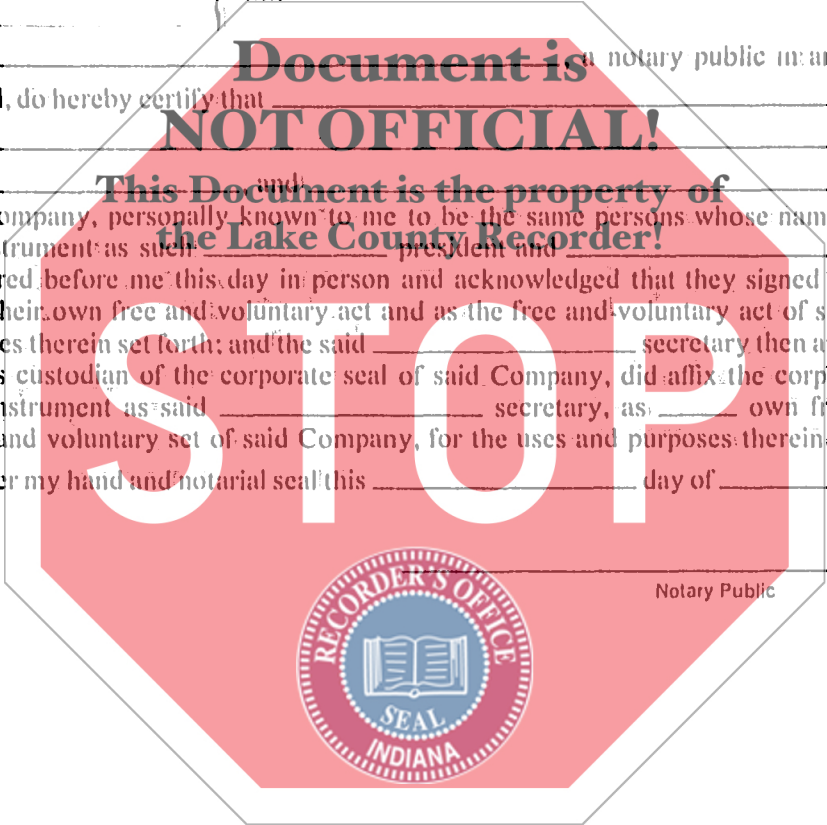 Document is
a notary public in an
, do hereby certify that
NOT OFFICIAL!
and
This Document is the property of
ompany, personally known to me to be the same persons whose nam
the Lake County Recorder!
trument as such president and
red before me this day in person and acknowledged that they signed
heir own free and voluntary act and as the free and voluntary act of s
es therein set forth; and the said secretary then a
s custodian of the corporate seal of said Company, did affix the corp
nstrument as said secretary, as own fr
and voluntary set of said Company, for the uses and purposes therein
er my hand and notarial seal this day of
STOP
Notary Public
RECORDER'S OFFICE
SEAL
INDIANA